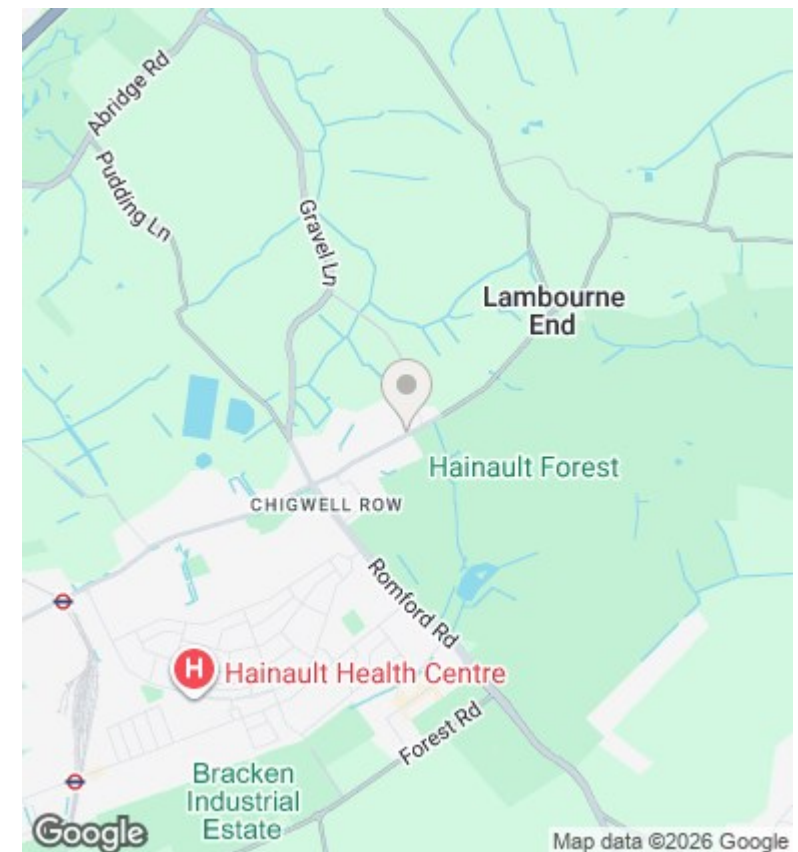 Abridge Rd
Pudding Ln
Gravel Ln
Lambourne
End
Hainault Forest
CHIGWELL ROW
Romford Rd
H
Hainault Health Centre
Forest Rd
Bracken
Industrial
Estate
Google
Map data ©2026 Google